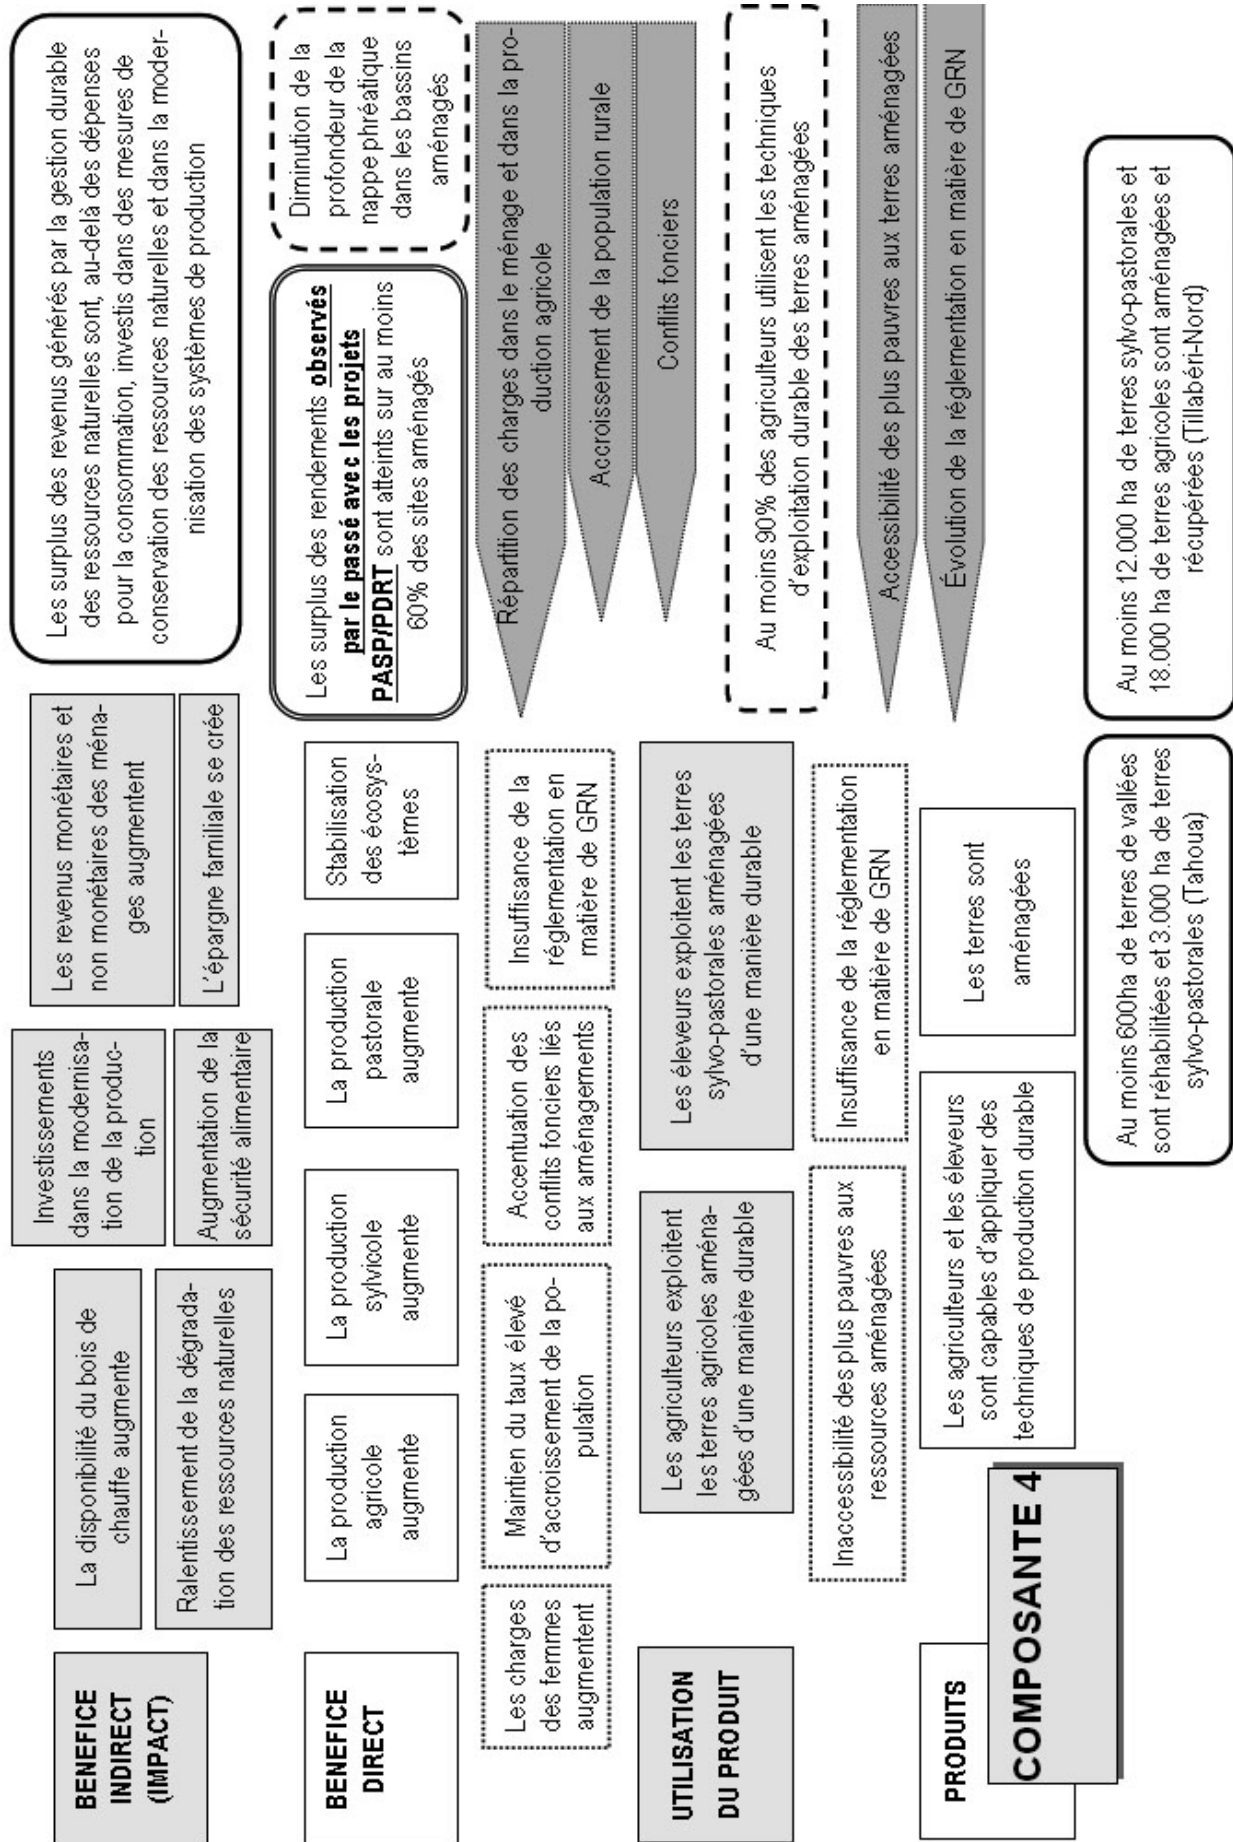 BENEFICE
INDIRECT
(IMPACT)
La disponibilité du bois de
chauffe augmente
Ralentissement de la dégrada-
tion des ressources naturelles
Investissements
dans la modernisa-
tion de la produc-
tion
Augmentation de la
sécurité alimentaire
Les revenus monétaires et
non monétaires des ména-
ges augmentent
L'épargne familiale se crée
Les surplus des revenus générés par la gestion durable
des ressources naturelles sont, au-delà des dépenses
pour la consommation, investis dans des mesures de
conservation des ressources naturelles et dans la moder-
nisation des systèmes de production
BENEFICE
DIRECT
La production
agricole
augmente
La production
sylvicole
augmente
La production
pastorale
augmente
Stabilisation
des écosys-
tèmes
Les surplus des rendements observés
par le passé avec les projets
PASP/PDRT sont atteints sur au moins
60% des sites aménagés
Diminution de la
profondeur de la
nappe phréatique
dans les bassins
aménagés
Les charges
des femmes
augmentent
Maintien du taux élevé
d'accroissement de la po-
pulation
Accentuation des
conflits fonciers liés
aux aménagements
Insuffisance de la
réglementation en
matière de GRN
Répartition des charges dans le ménage et dans la pro-
duction agricole
Accroissement de la population rurale
Conflits fonciers
UTILISATION
DU PRODUIT
Les agriculteurs exploitent
les terres agricoles aména-
gées d'une manière durable
Les éleveurs exploitent les terres
sylvo-pastorales aménagées
d'une manière durable
Au moins 90% des agriculteurs utilisent les techniques
d'exploitation durable des terres aménagées
Inaccessibilité des plus pauvres aux
ressources aménagées
Insuffisance de la réglementation
en matière de GRN
Accessibilité des plus pauvres aux terres aménagées
Évolution de la réglementation en matière de GRN
PRODUITS
COMPOSANTE 4
Les agriculteurs et les éleveurs
sont capables d'appliquer des
techniques de production durable
Les terres sont
aménagées
Au moins 600ha de terres de vallées
sont réhabilitées et 3.000 ha de terres
sylvo-pastorales (Tahoua)
Au moins 12.000 ha de terres sylvo-pastorales et
18.000 ha de terres agricoles sont aménagées et
récupérées (Tillabéri-Nord)